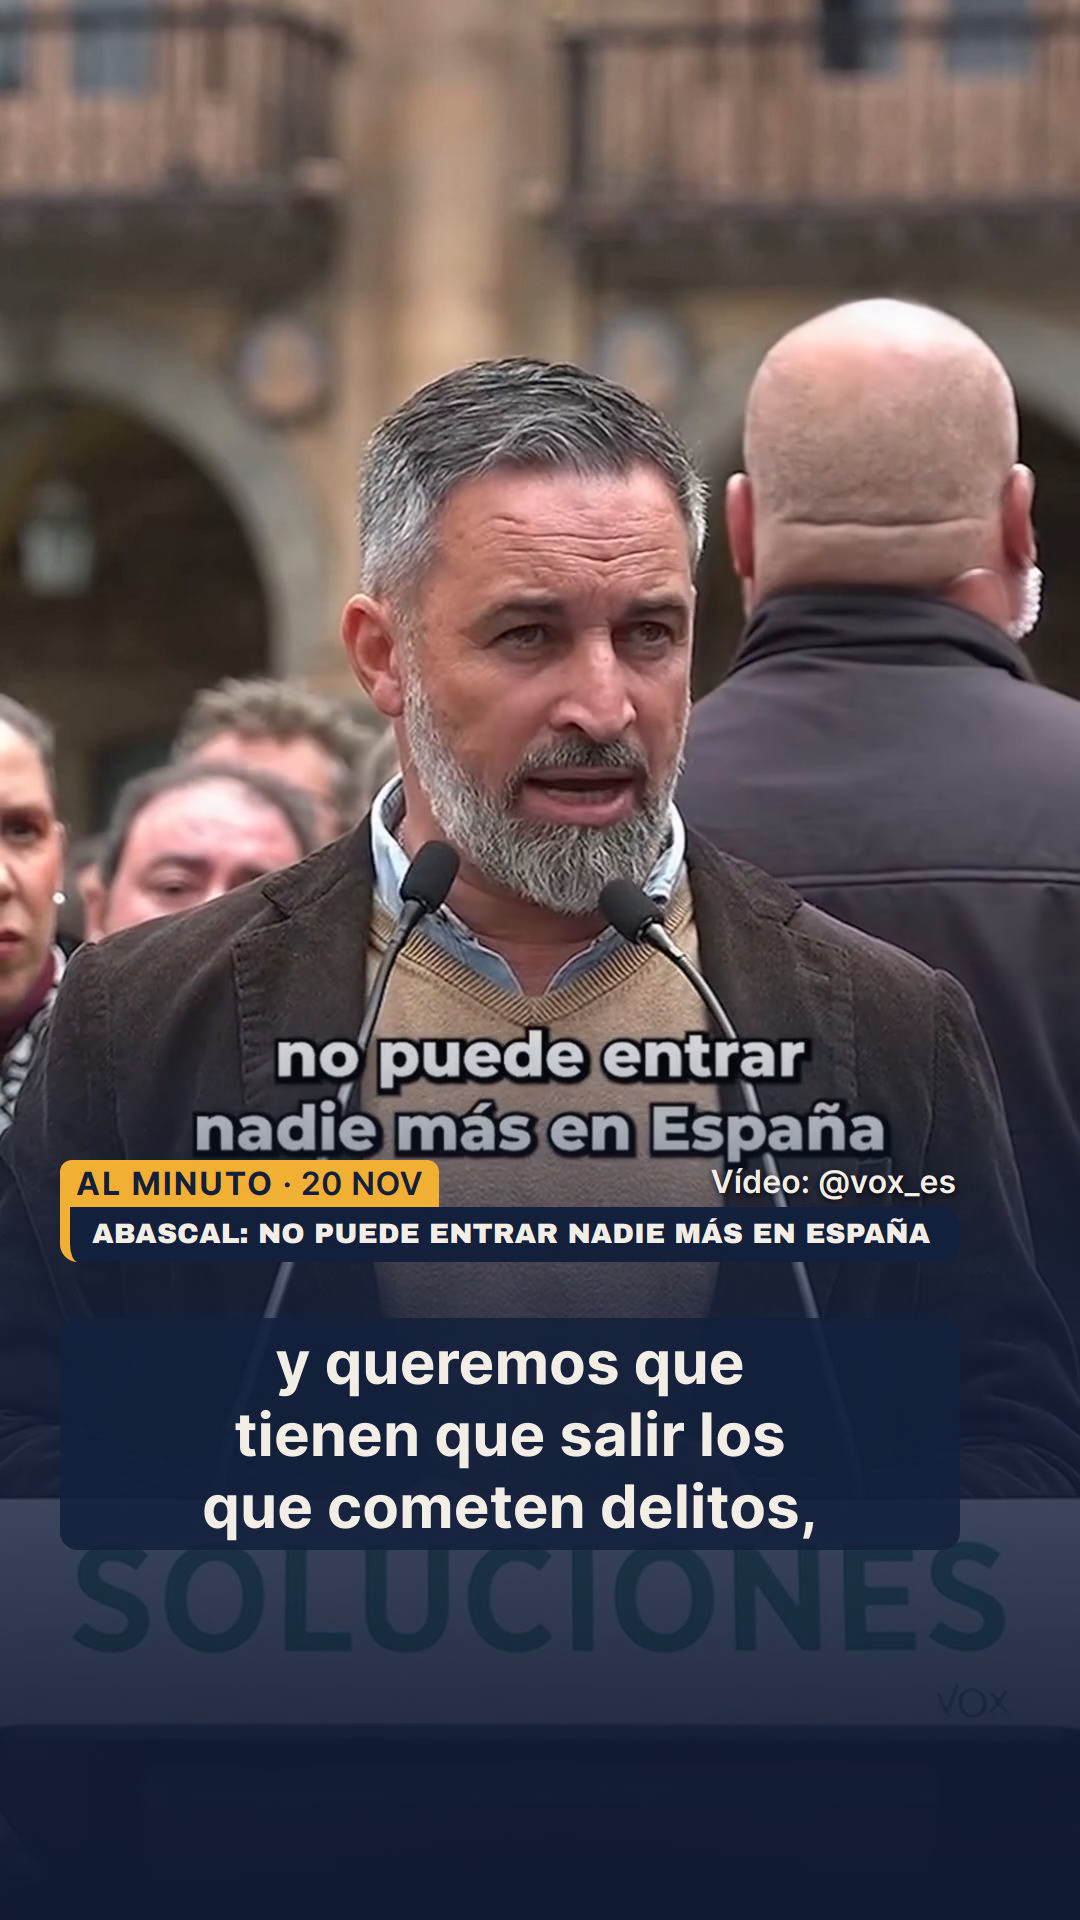 no puede entrar
nadie más en España
AL MINUTO · 20 NOV
Vídeo: @vox_es
ABASCAL: NO PUEDE ENTRAR NADIE MÁS EN ESPAÑA
y queremos que
tienen que salir los
que cometen delitos,
SOLUCIONES
VOX